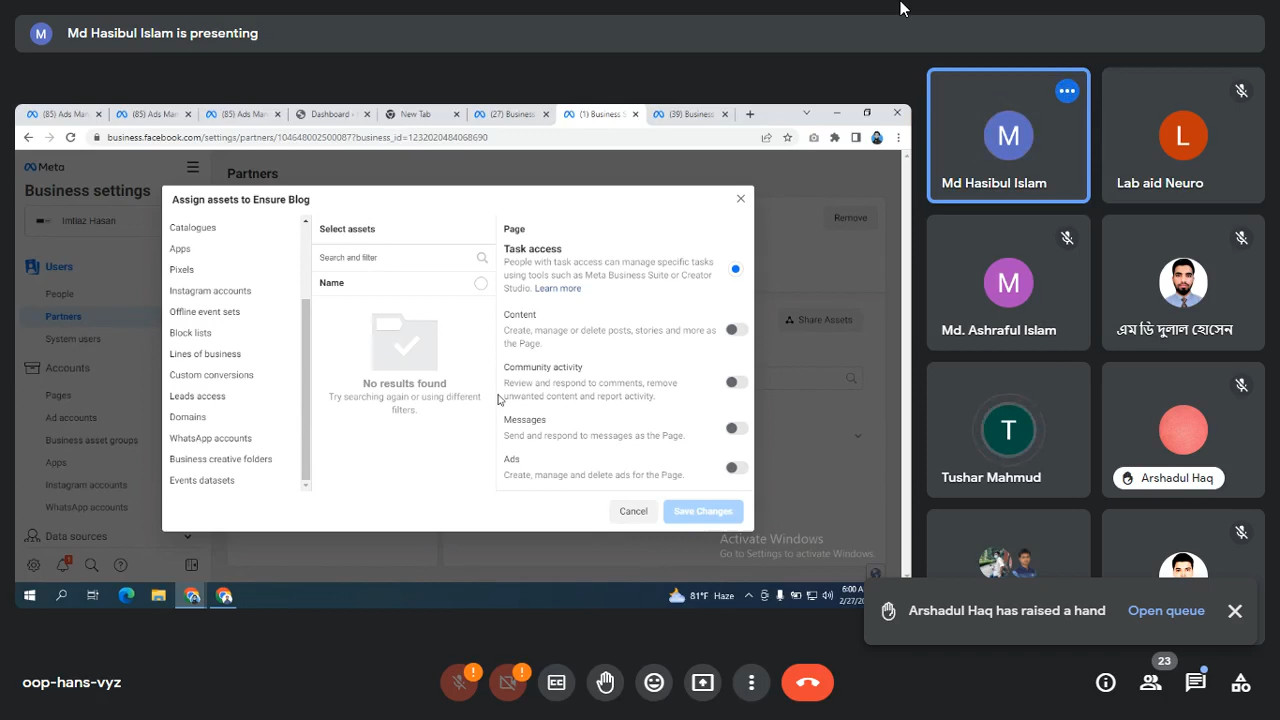 M
Md Hasibul Islam is presenting
(85) Ads Ma
(85) Ads Ma
(85) Ads Ma
Dashboard
New Tab
(27) Business
(1) Business S
(39) Business
business.facebook.com/settings/partners/104648002500877business_id=1232020484068690
Meta
Business settings
Imtiaz Hasan
Users
People
Partners
System users
Accounts
Pages
Ad accounts
Business asset groups
Apps
Instagram accounts
WhatsApp accounts
Data sources
Partners
Remove
Share Assets
Assign assets to Ensure Blog
Catalogues
Apps
Pixels
Instagram accounts
Offline event sets
Block lists
Lines of business
Custom conversions
Leads access
Domains
WhatsApp accounts
Business creative folders
Events datasets
Select assets
Search and filter
Name
No results found
Try searching again or using different
filters.
Page
Task access
People with task access can manage specific tasks
using tools such as Meta Business Suite or Creator
Studio. Learn more
Content
Create, manage or delete posts, stories and more as
the Page.
Community activity
Review and respond to comments, remove
unwanted content and report activity.
Messages
Send and respond to messages as the Page.
Ads
Create, manage and delete ads for the Page.
Cancel
Save Changes
Activate Windows
Go to Settings to activate Windows.
81°F Haze
6:00 A
2/27/20
M
Md Hasibul Islam
L
Lab aid Neuro
M
Md. Ashraful Islam
এম ডি দুলাল হোসেন
T
Tushar Mahmud
Arshadul Haq
Arshadul Haq has raised a hand
Open queue
oop-hans-vyz
23